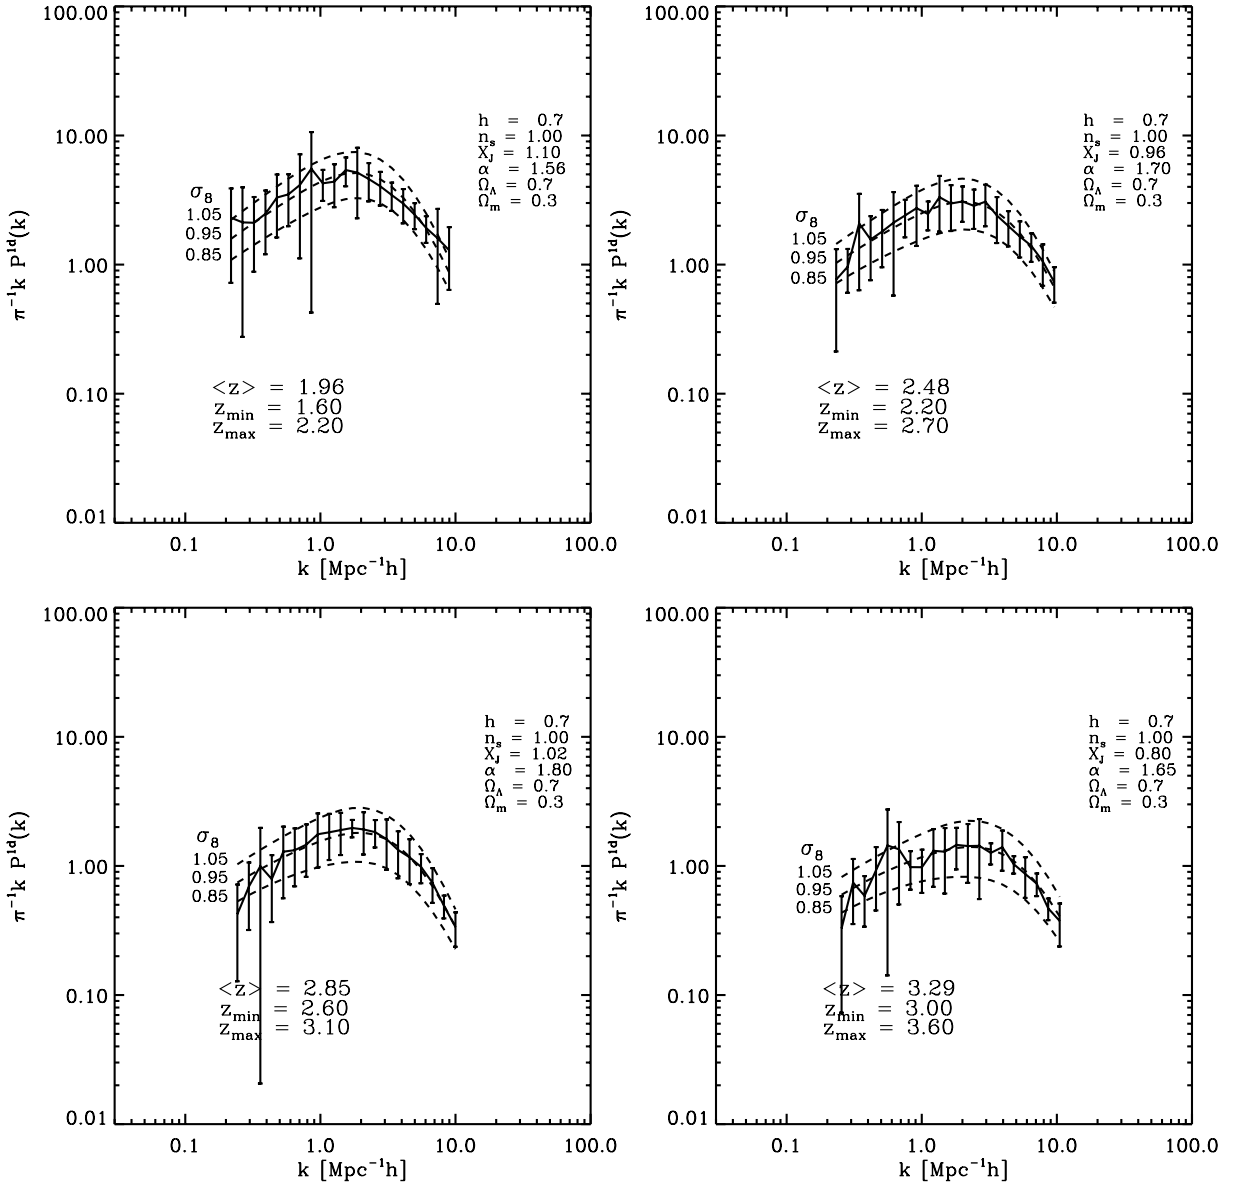 100.00
10.00
1.00
0.10
0.01
π⁻¹k P¹ᵈ(k)
h = 0.7
nₛ = 1.00
X_J = 1.10
α = 1.56
Ω_Λ = 0.7
Ω_m = 0.3
σ₈
1.05
0.95
0.85
<z> = 1.96
z_min = 1.60
z_max = 2.20
0.1 1.0 10.0 100.0
k [Mpc⁻¹h]
100.00
10.00
1.00
0.10
0.01
π⁻¹k P¹ᵈ(k)
h = 0.7
nₛ = 1.00
X_J = 0.96
α = 1.70
Ω_Λ = 0.7
Ω_m = 0.3
σ₈
1.05
0.95
0.85
<z> = 2.48
z_min = 2.20
z_max = 2.70
0.1 1.0 10.0 100.0
k [Mpc⁻¹h]
100.00
10.00
1.00
0.10
0.01
π⁻¹k P¹ᵈ(k)
h = 0.7
nₛ = 1.00
X_J = 1.02
α = 1.80
Ω_Λ = 0.7
Ω_m = 0.3
σ₈
1.05
0.95
0.85
<z> = 2.85
z_min = 2.60
z_max = 3.10
0.1 1.0 10.0 100.0
k [Mpc⁻¹h]
100.00
10.00
1.00
0.10
0.01
π⁻¹k P¹ᵈ(k)
h = 0.7
nₛ = 1.00
X_J = 0.80
α = 1.65
Ω_Λ = 0.7
Ω_m = 0.3
σ₈
1.05
0.95
0.85
<z> = 3.29
z_min = 3.00
z_max = 3.60
0.1 1.0 10.0 100.0
k [Mpc⁻¹h]